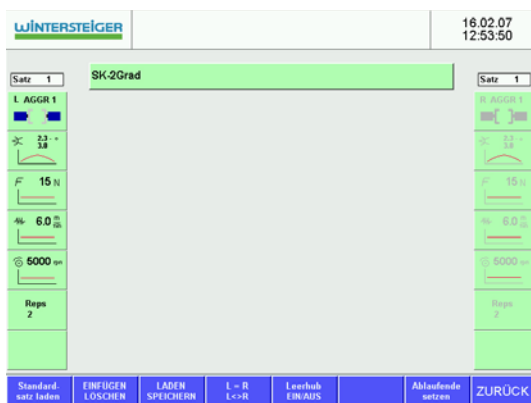 WINTERSTEIGER
16.02.07
12:53:50
Satz 1
SK-2Grad
Satz 1
L AGGR 1
2.3 - +
3.8
F 15 N
6.0 m
5000
Reps
2
R AGGR 1
2.3 - +
3.8
F 15 N
6.0 m
5000
Reps
2
Standard-
satz laden
EINFÜGEN
LÖSCHEN
LADEN
SPEICHERN
L = R
L<>R
Leerhub
EIN/AUS
Ablaufende
setzen
ZURÜCK